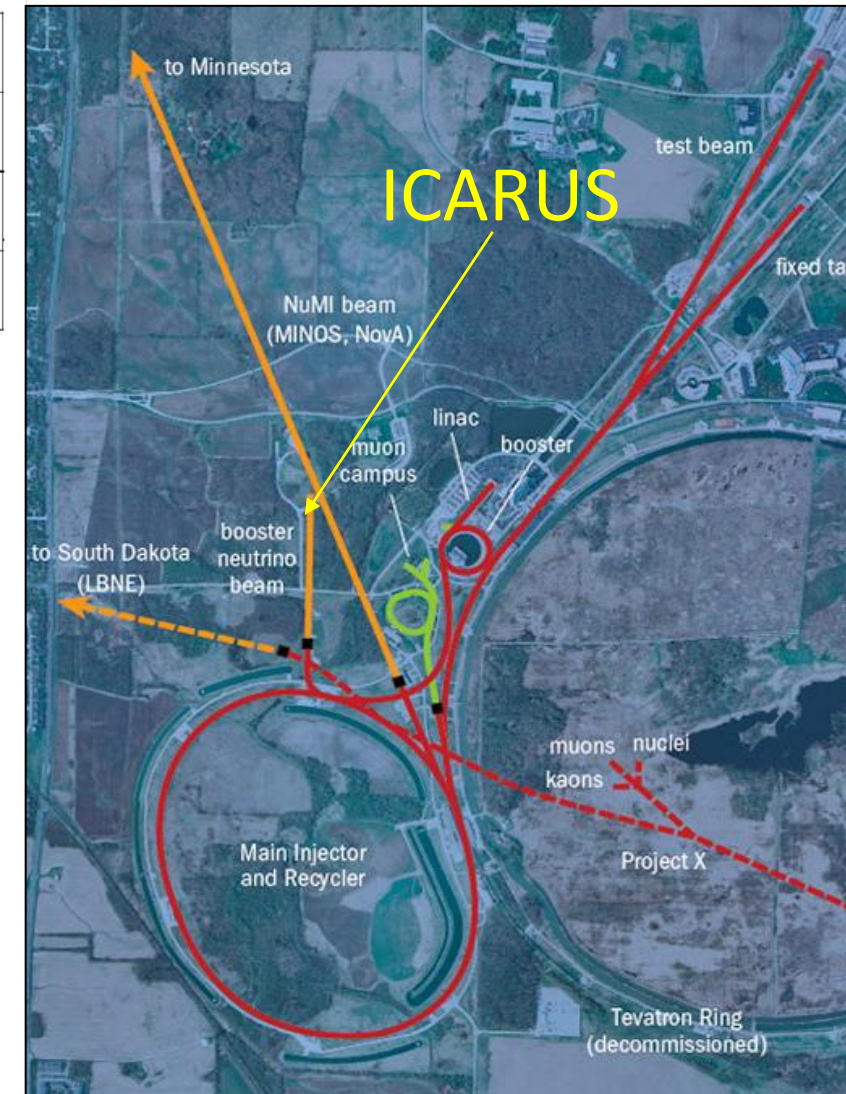 to Minnesota
test beam
ICARUS
fixed ta
NuMI beam
(MINOS, NovA)
linac
booster
muon
campus
booster
neutrino
beam
to South Dakota
(LBNE)
muons
nuclei
kaons
Main Injector
and Recycler
Project X
Tevatron Ring
(decommissioned)